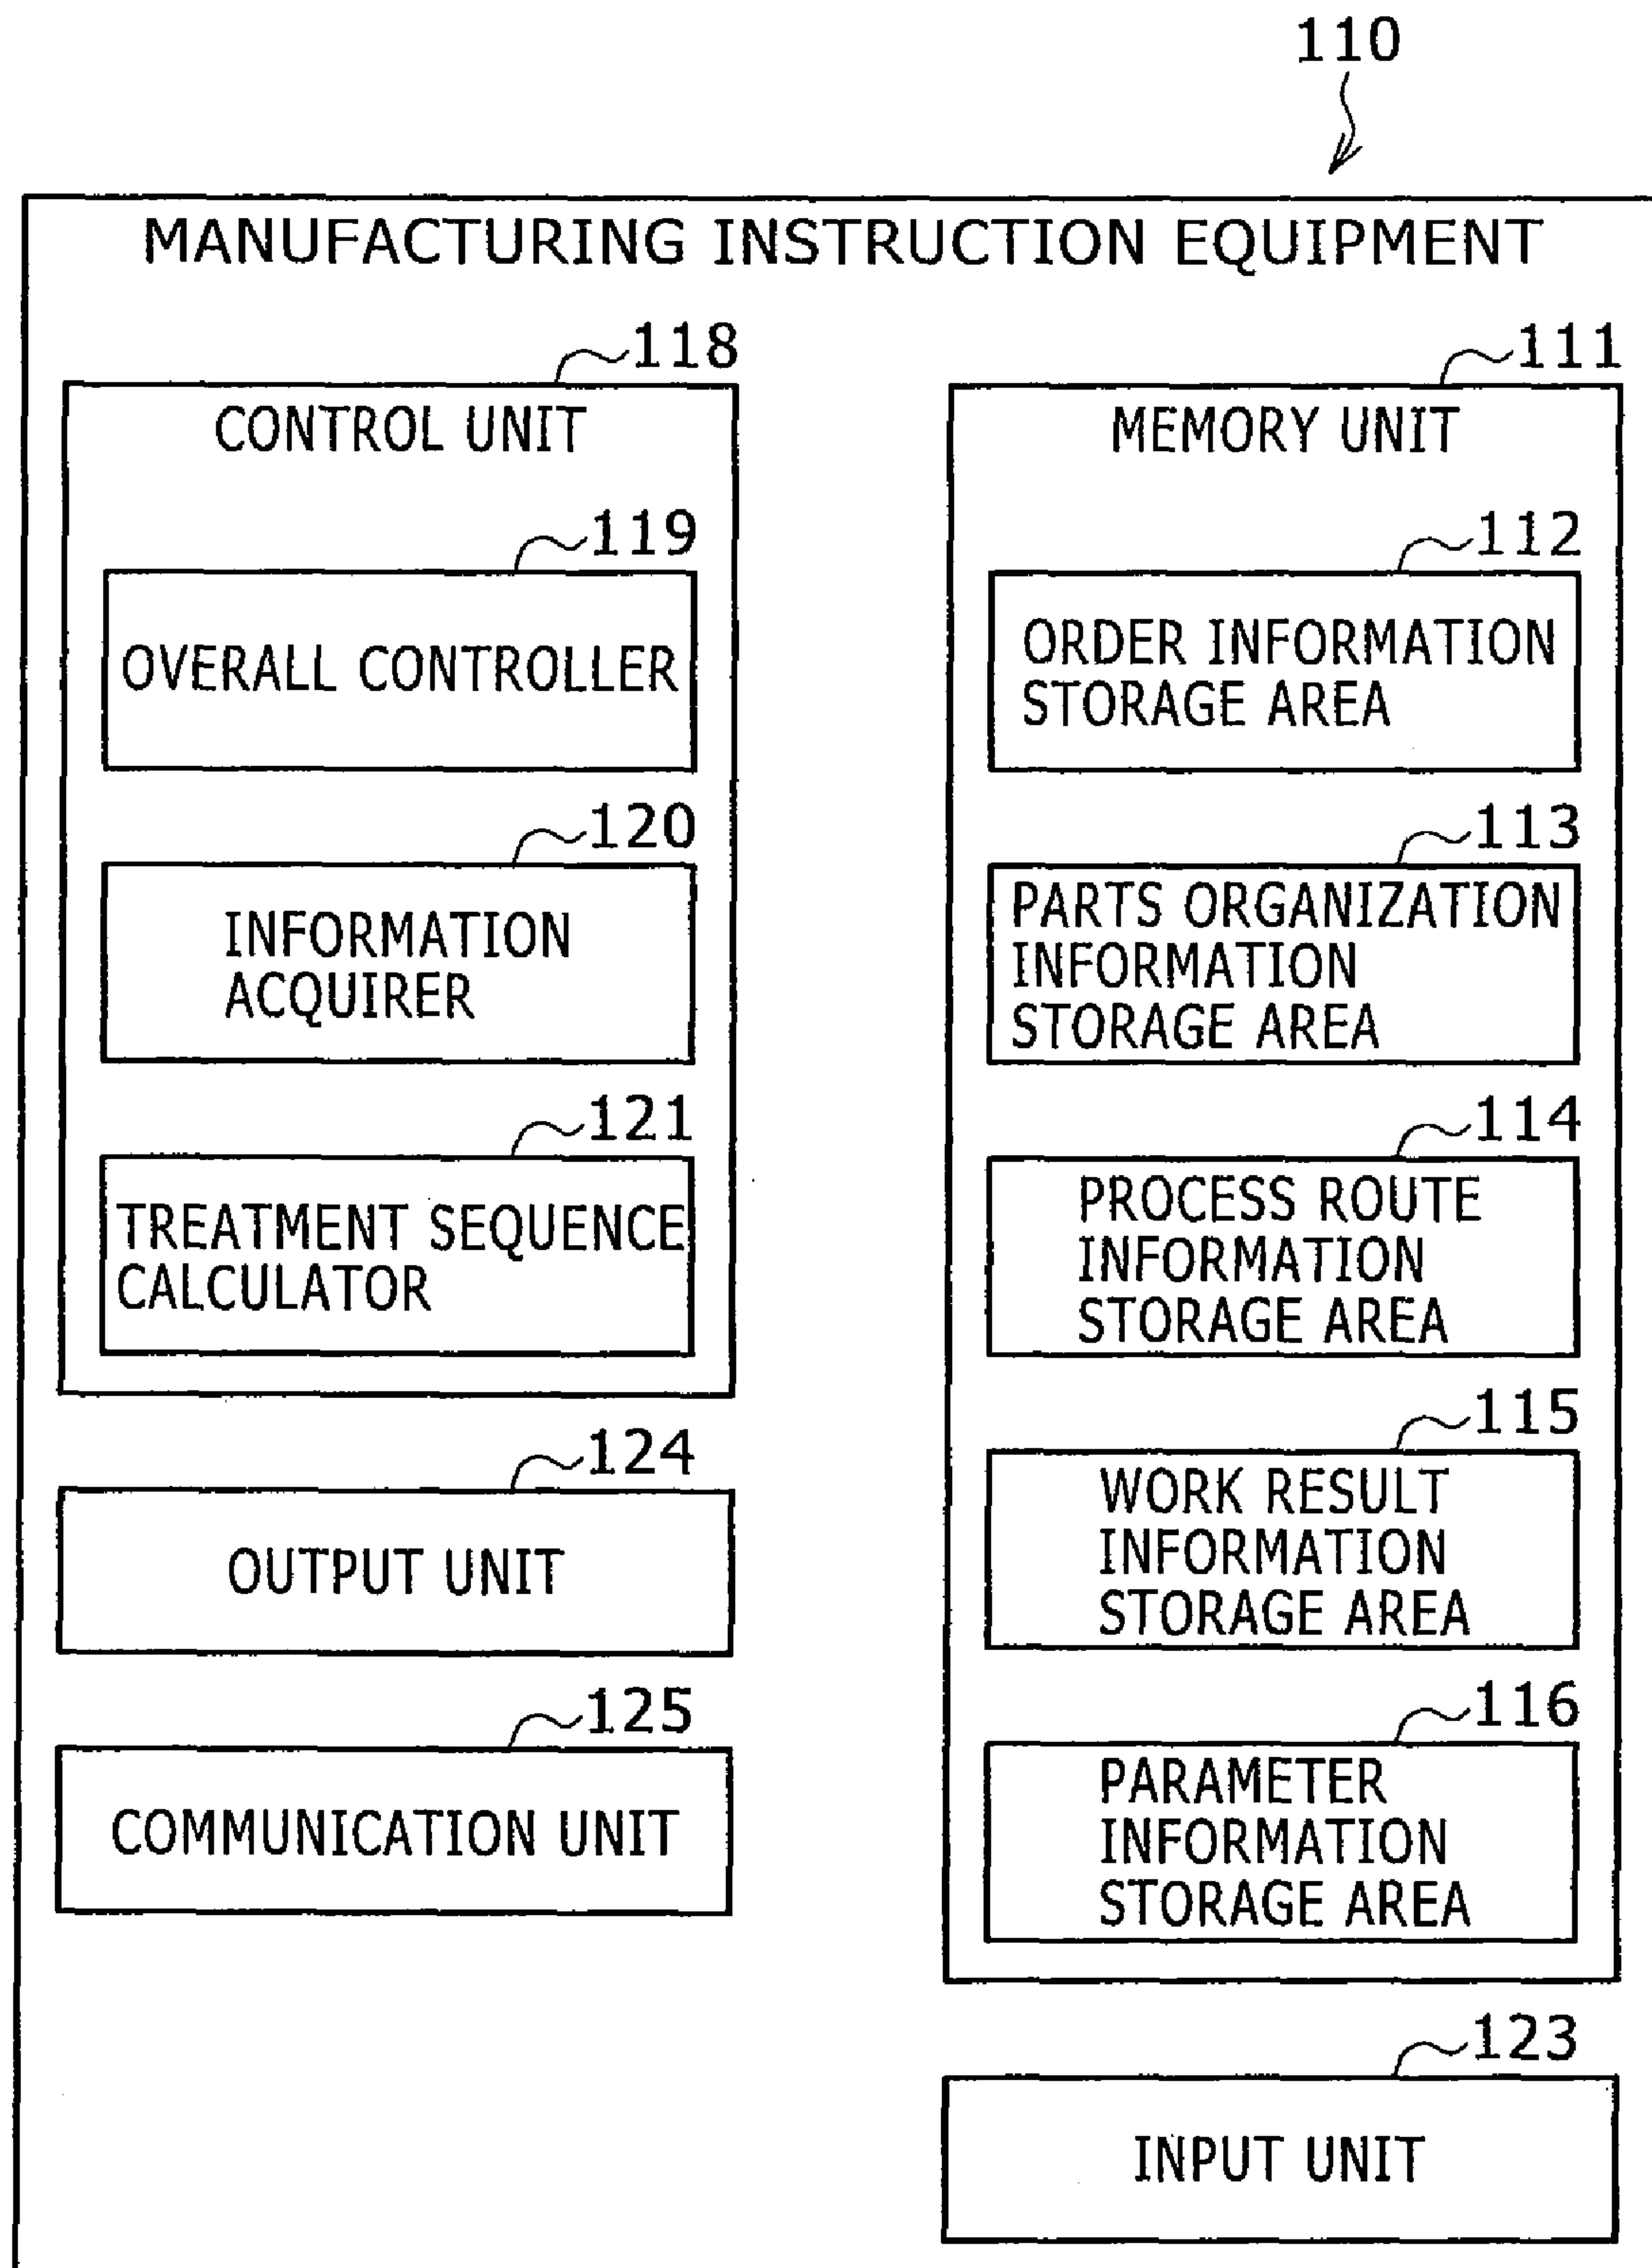 110
MANUFACTURING INSTRUCTION EQUIPMENT
118
CONTROL UNIT
119
OVERALL CONTROLLER
120
INFORMATION
ACQUIRER
121
TREATMENT SEQUENCE
CALCULATOR
124
OUTPUT UNIT
125
COMMUNICATION UNIT
111
MEMORY UNIT
112
ORDER INFORMATION
STORAGE AREA
113
PARTS ORGANIZATION
INFORMATION
STORAGE AREA
114
PROCESS ROUTE
INFORMATION
STORAGE AREA
115
WORK RESULT
INFORMATION
STORAGE AREA
116
PARAMETER
INFORMATION
STORAGE AREA
123
INPUT UNIT